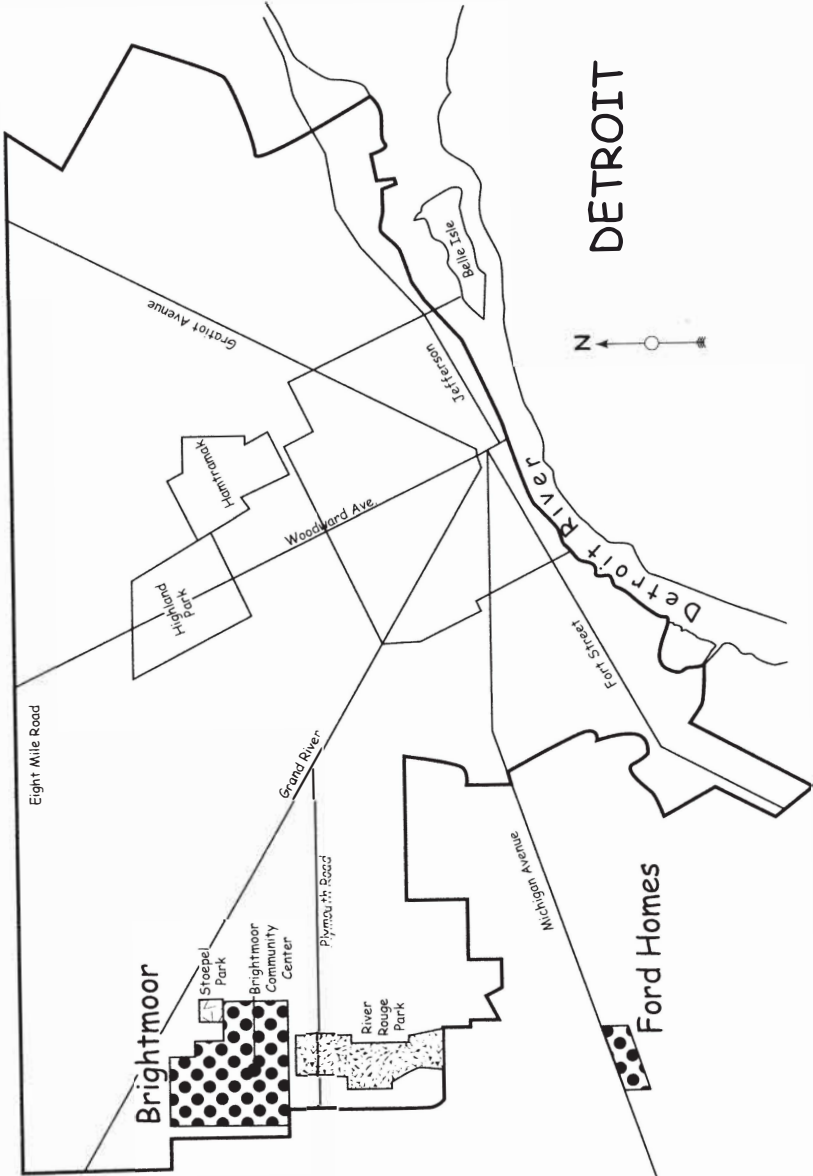 DETROIT
Eight Mile Road
Gratiot Avenue
Hamtramak
Highland
Park
Woodward Ave.
Belle Isle
Jefferson
N
Detroit River
Fort Street
Grand River
Plymouth Road
Michigan Avenue
Brightmoor
Stoepel
Park
Brightmoor
Community
Center
River
Rouge
Park
Ford Homes